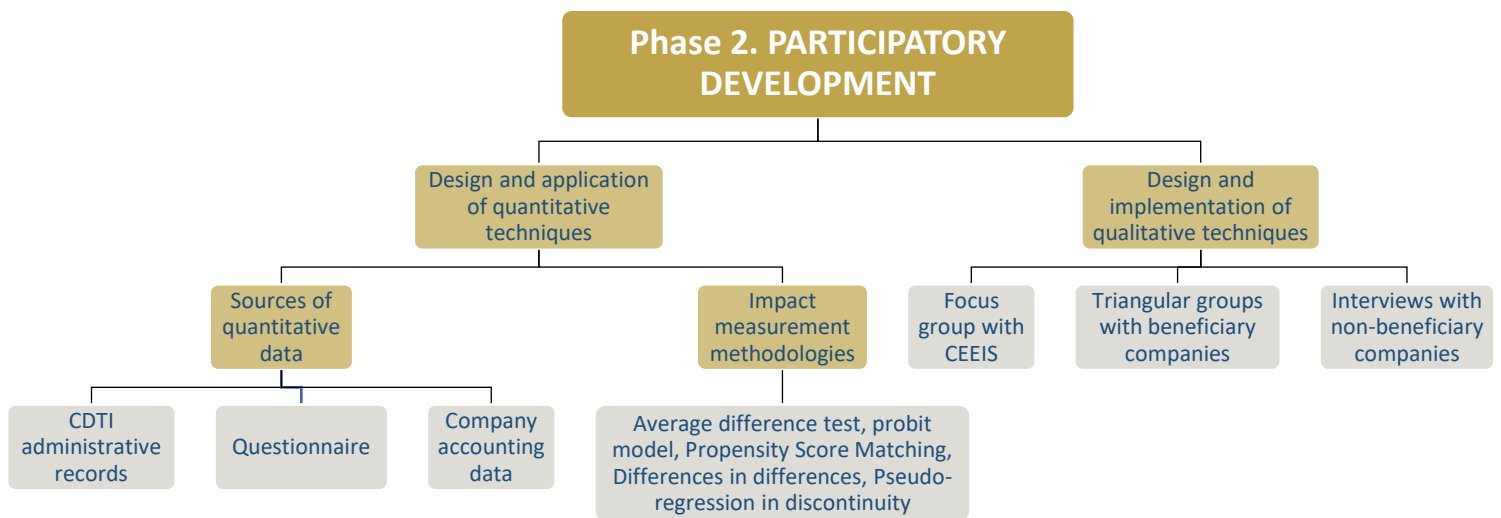 Phase 2. PARTICIPATORY
DEVELOPMENT
Design and application
of quantitative
techniques
Design and
implementation of
qualitative techniques
Sources of
quantitative
data
Impact
measurement
methodologies
Focus
group with
CEEIS
Triangular groups
with beneficiary
companies
Interviews with
non-beneficiary
companies
CDTI
administrative
records
Questionnaire
Company
accounting
data
Average difference test, probit
model, Propensity Score Matching,
Differences in differences, Pseudo-
regression in discontinuity